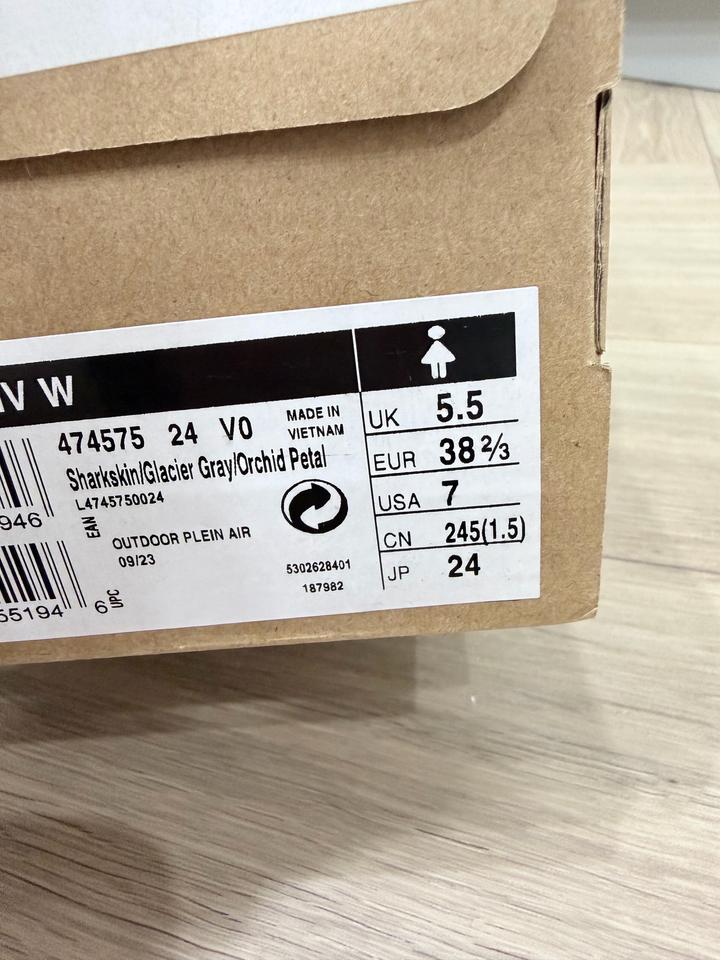 W
474575 24 V0
MADE IN
VIETNAM
Sharkskin/Glacier Gray/Orchid Petal
L4745750024
EAN
946
OUTDOOR PLEIN AIR
09/23
5302628401
187982
55194 6
UPC
UK 5.5
EUR 38 2/3
USA 7
CN 245(1.5)
JP 24